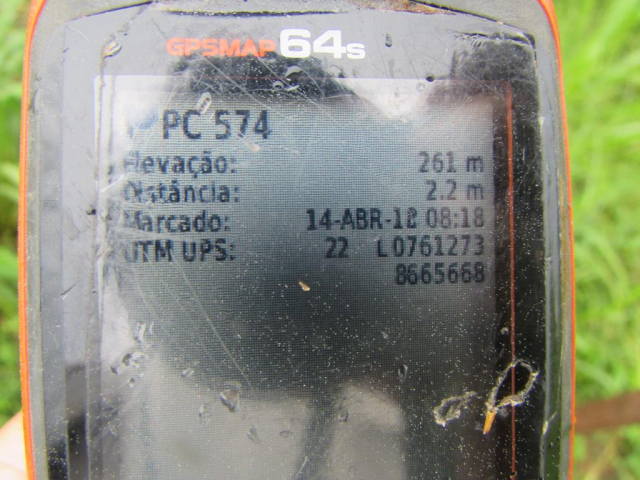 GPSMAP 64s
PC 574
Elevação: 261 m
Distância: 2.2 m
Marcado: 14-ABR-18 08:18
UTM UPS: 22 L 0761273
8665668